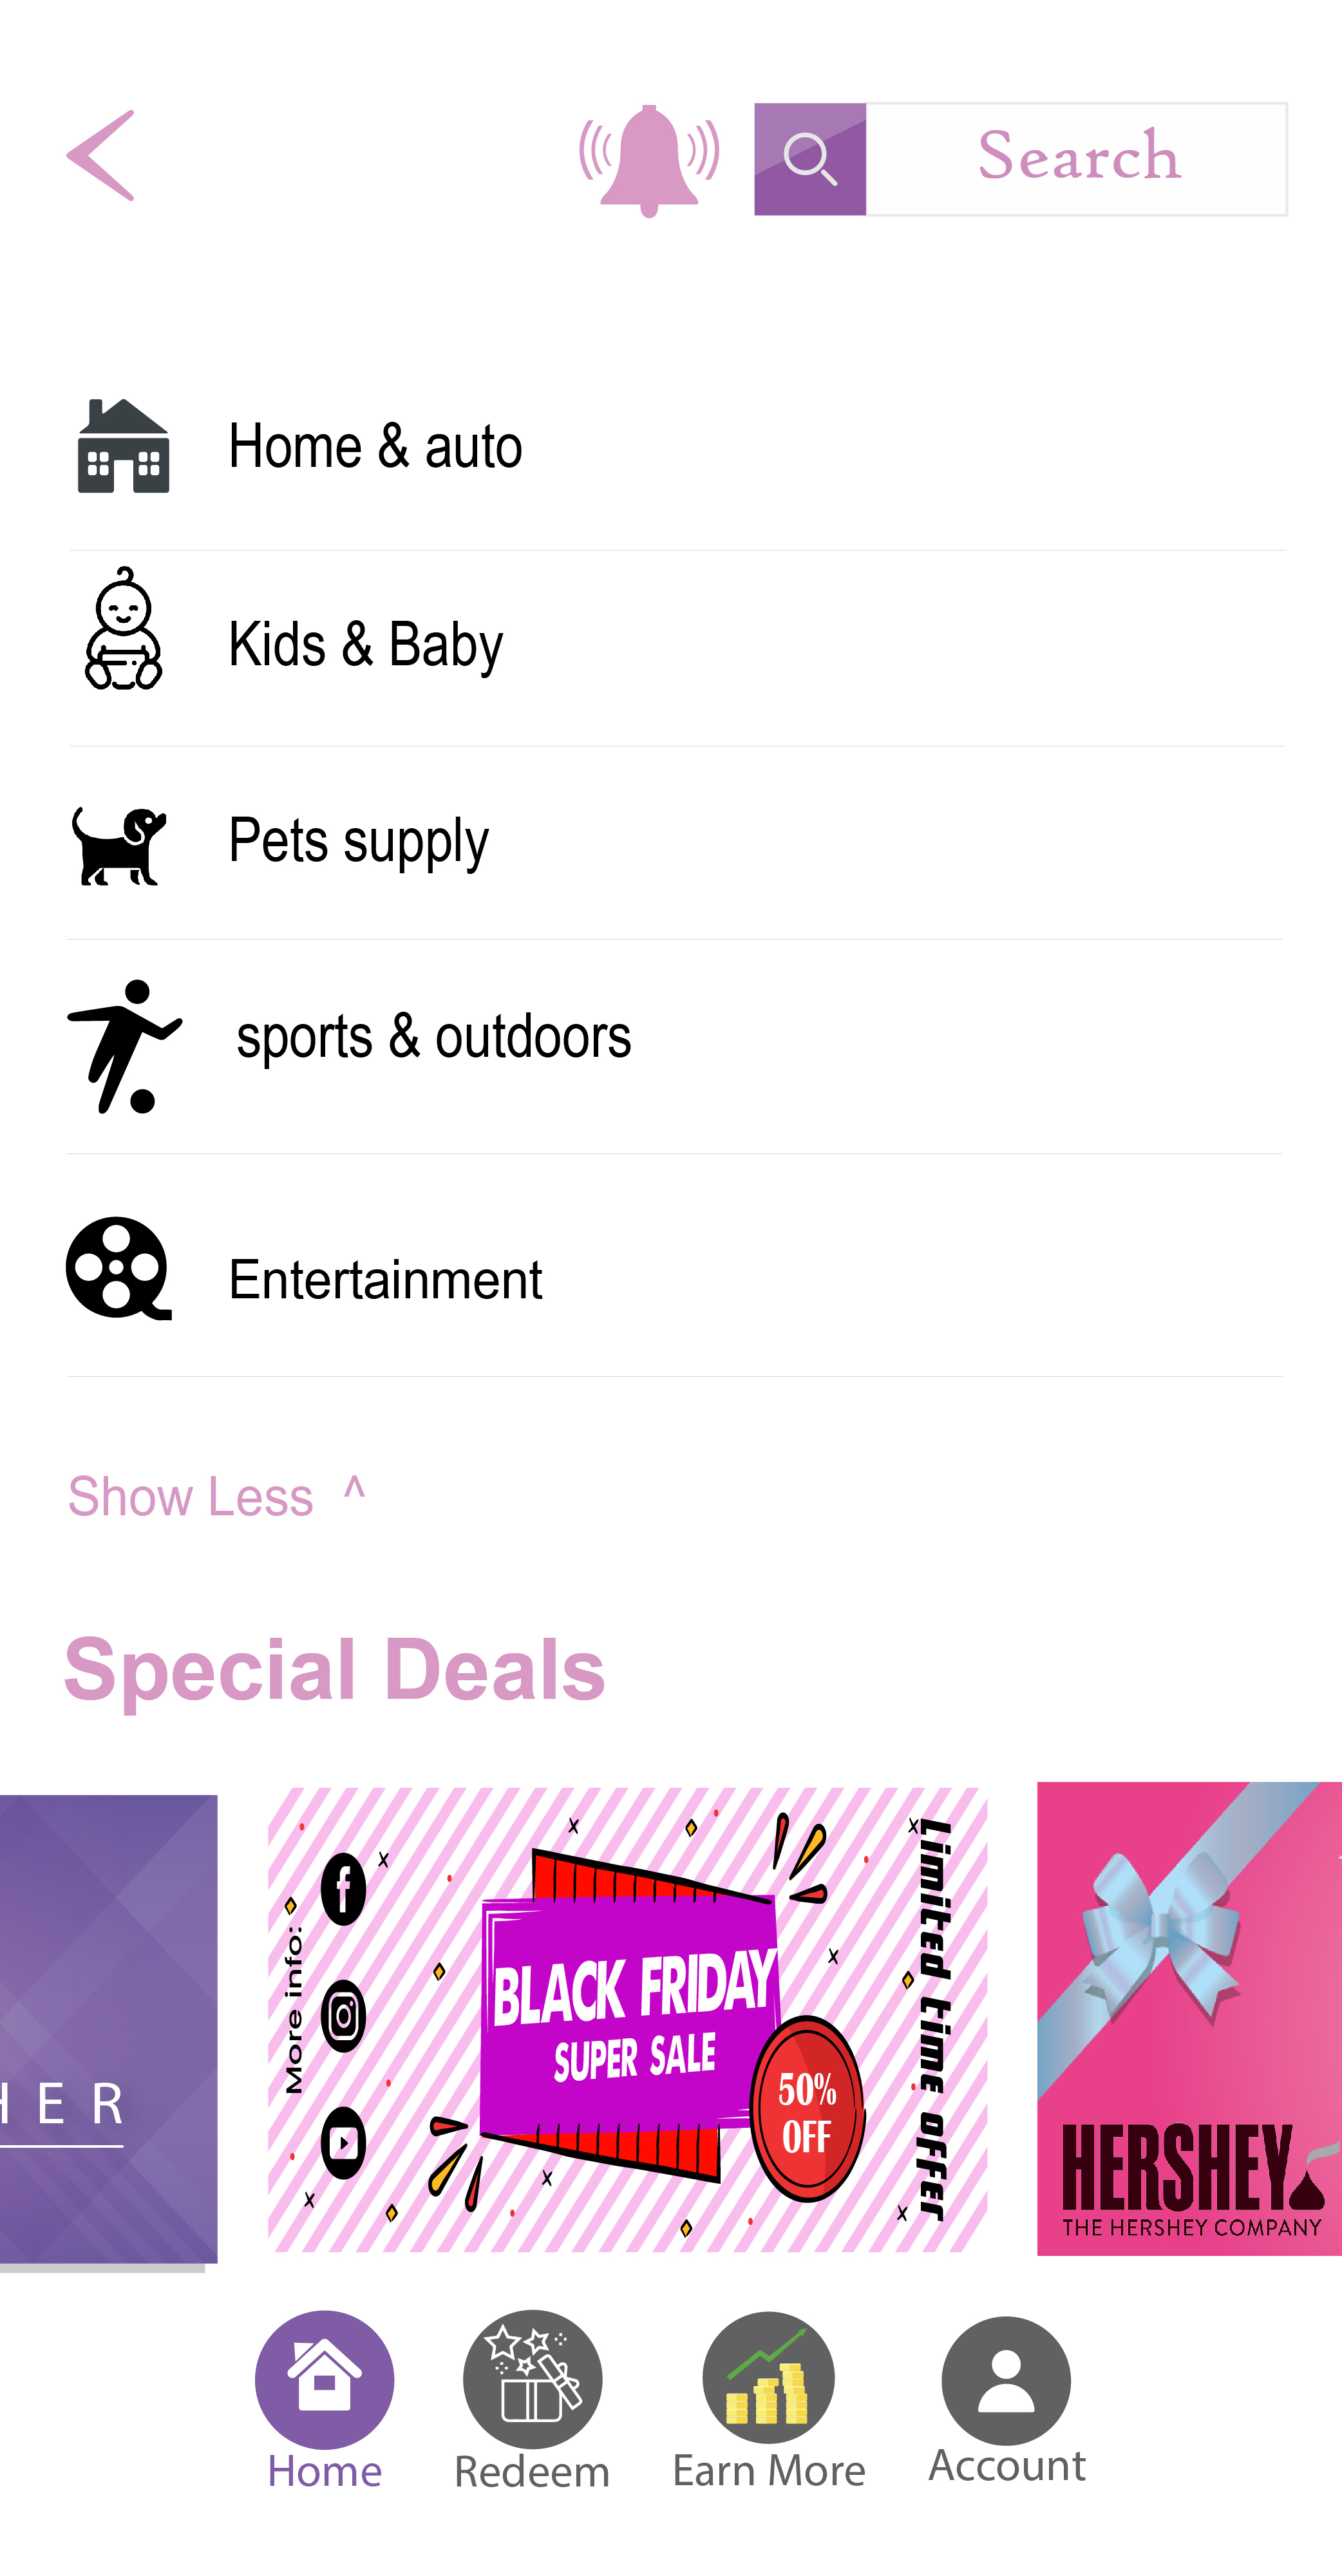 Search
Home & auto
Kids & Baby
Pets supply
sports & outdoors
Entertainment
Show Less ^
Special Deals
HER
More info:
BLACK FRIDAY
SUPER SALE
50%
OFF
Limited time offer
HERSHEY
THE HERSHEY COMPANY
Home
Redeem
Earn More
Account